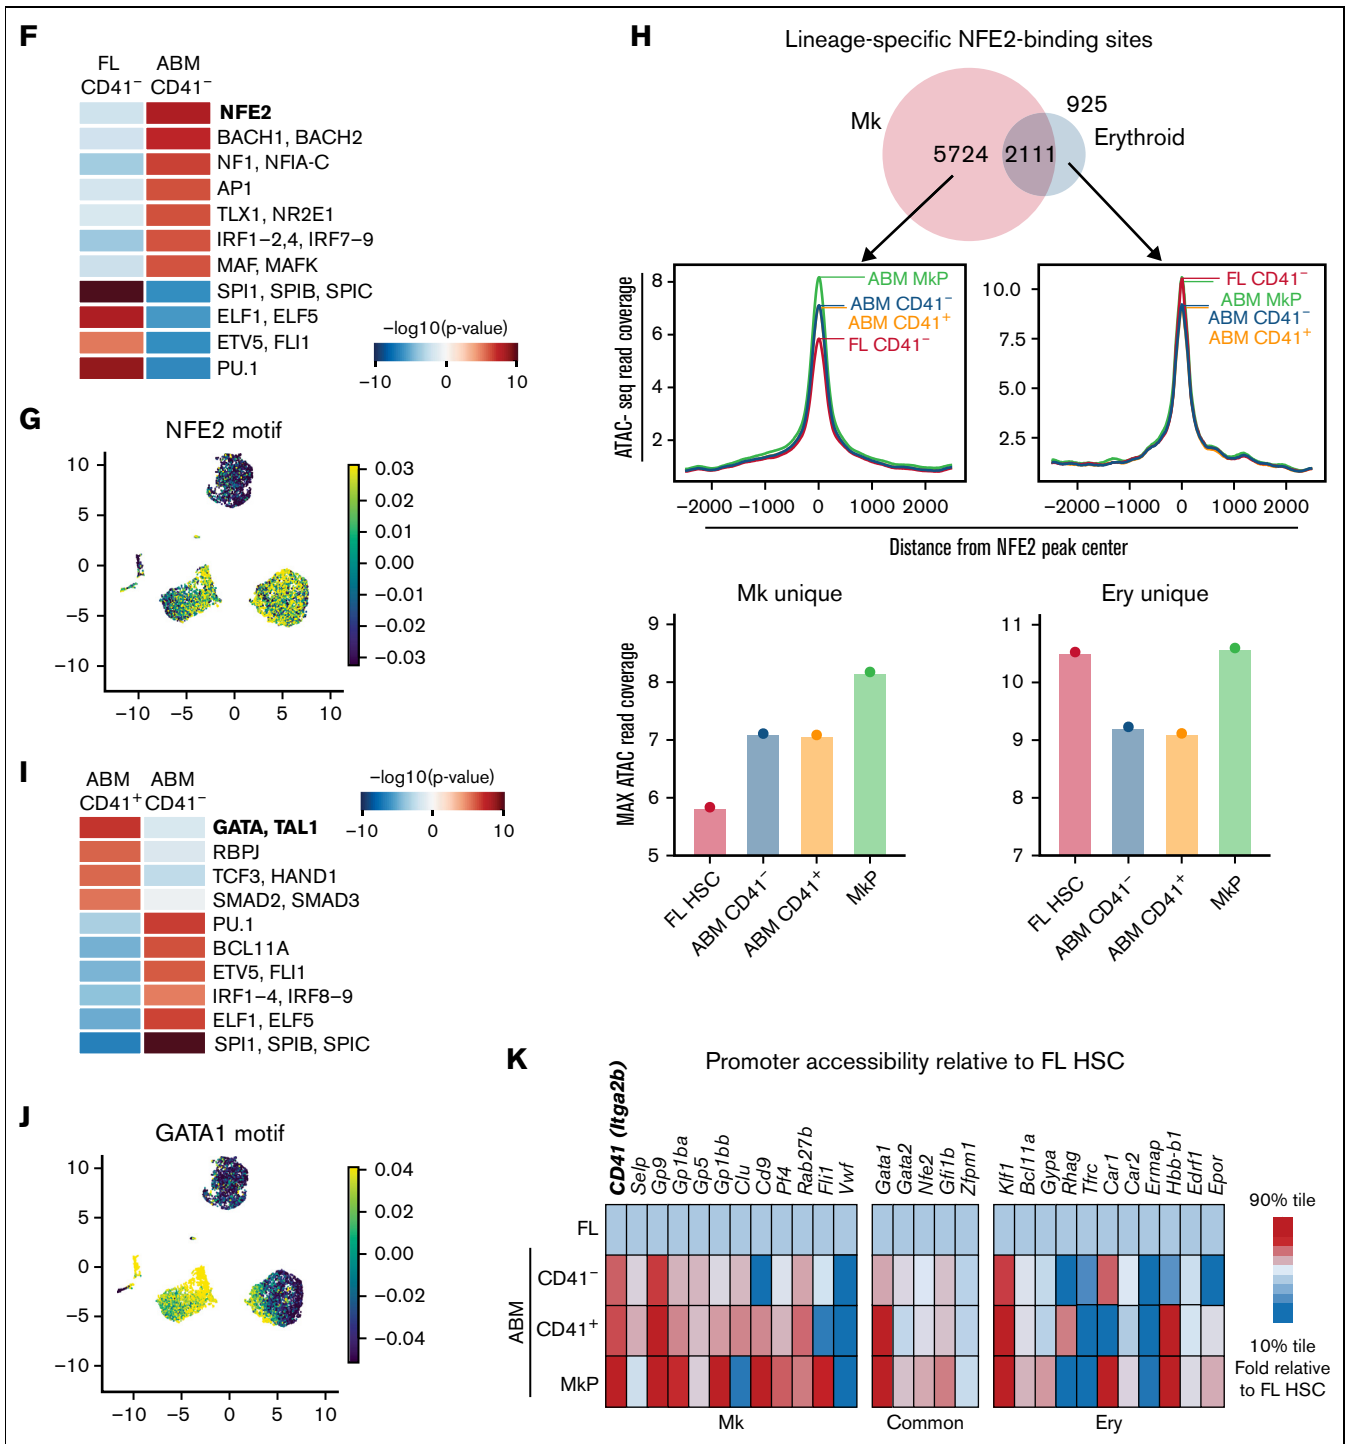 F
FL CD41⁻
ABM CD41⁻
NFE2
BACH1, BACH2
NF1, NFIA-C
AP1
TLX1, NR2E1
IRF1–2,4, IRF7–9
MAF, MAFK
SPI1, SPIB, SPIC
ELF1, ELF5
ETV5, FLI1
PU.1
−log10(p-value)
−10 0 10
G
NFE2 motif
10
5
0
5
−10
−10 −5 0 5 10
0.03
0.02
0.01
0.00
−0.01
−0.02
−0.03
H
Lineage-specific NFE2-binding sites
Mk
5724
2111
925
Erythroid
ATAC- seq read coverage
8
6
4
2
ABM MkP
ABM CD41⁻
ABM CD41⁺
FL CD41⁻
−2000 −1000 0 1000 2000
10.0
7.5
5.0
2.5
FL CD41⁻
ABM MkP
ABM CD41⁻
ABM CD41⁺
−2000 −1000 0 1000 2000
Distance from NFE2 peak center
Mk unique
MAX ATAC read coverage
9
8
7
6
5
FL HSC
ABM CD41⁻
ABM CD41⁺
MkP
Ery unique
11
10
9
8
7
FL HSC
ABM CD41⁻
ABM CD41⁺
MkP
I
ABM CD41⁺
ABM CD41⁻
GATA, TAL1
RBPJ
TCF3, HAND1
SMAD2, SMAD3
PU.1
BCL11A
ETV5, FLI1
IRF1–4, IRF8–9
ELF1, ELF5
SPI1, SPIB, SPIC
−log10(p-value)
−10 0 10
J
GATA1 motif
10
5
0
−5
−10
−10 −5 0 5 10
0.04
0.02
0.00
−0.02
−0.04
K
Promoter accessibility relative to FL HSC
CD41 (Itga2b)
Selp
Gp9
Gp1ba
Gp5
Gp1bb
Clu
Cd9
Pf4
Rab27b
Fli1
Vwf
Gata1
Gata2
Nfe2
Gfi1b
Zfpm1
Klf1
Bcl11a
Gypa
Rhag
Tfrc
Car1
Car2
Ermap
Hbb-b1
Edrf1
Epor
FL
ABM
CD41⁻
CD41⁺
MkP
Mk
Common
Ery
90% tile
10% tile
Fold relative
to FL HSC